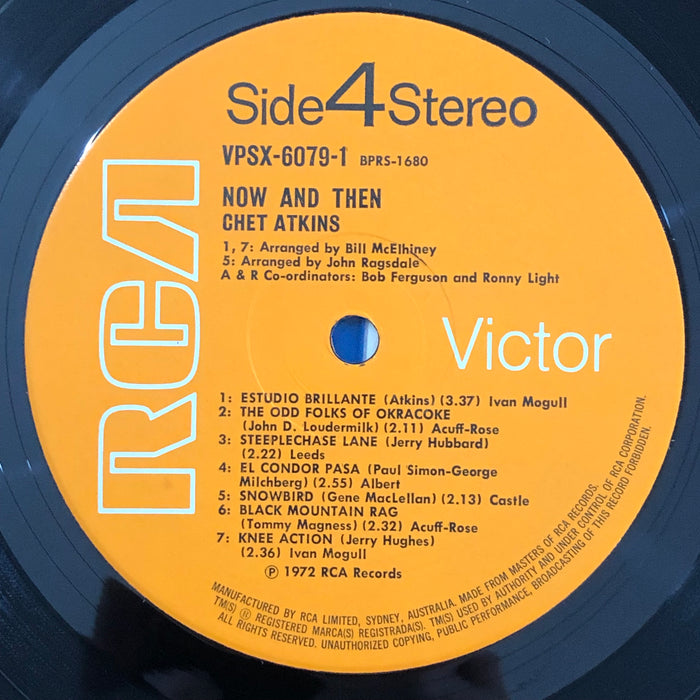 Side 4 Stereo
VPSX-6079-1 BPRS-1680
NOW AND THEN
CHET ATKINS
1, 7: Arranged by Bill McElhiney
5: Arranged by John Ragsdale
A & R Co-ordinators: Bob Ferguson and Ronny Light
RCA
Victor
1: ESTUDIO BRILLANTE (Atkins) (3.37) Ivan Mogull
2: THE ODD FOLKS OF OKRACOKE
(John D. Loudermilk) (2.11) Acuff-Rose
3: STEEPLECHASE LANE (Jerry Hubbard)
(2.22) Leeds
4: EL CONDOR PASA (Paul Simon-George
Milchberg) (2.55) Albert
5: SNOWBIRD (Gene MacLellan) (2.13) Castle
6: BLACK MOUNTAIN RAG
(Tommy Magness) (2.32) Acuff-Rose
7: KNEE ACTION (Jerry Hughes)
(2.36) Ivan Mogull
℗ 1972 RCA Records
MANUFACTURED BY RCA LIMITED, SYDNEY, AUSTRALIA. MADE FROM MASTERS OF RCA RECORDS.
TM(S) ® REGISTERED MARCA(S) REGISTRADA(S). TM(S) USED BY AUTHORITY AND UNDER CONTROL OF RCA CORPORATION.
ALL RIGHTS RESERVED. UNAUTHORIZED COPYING, PUBLIC PERFORMANCE, BROADCASTING OF THIS RECORD FORBIDDEN.